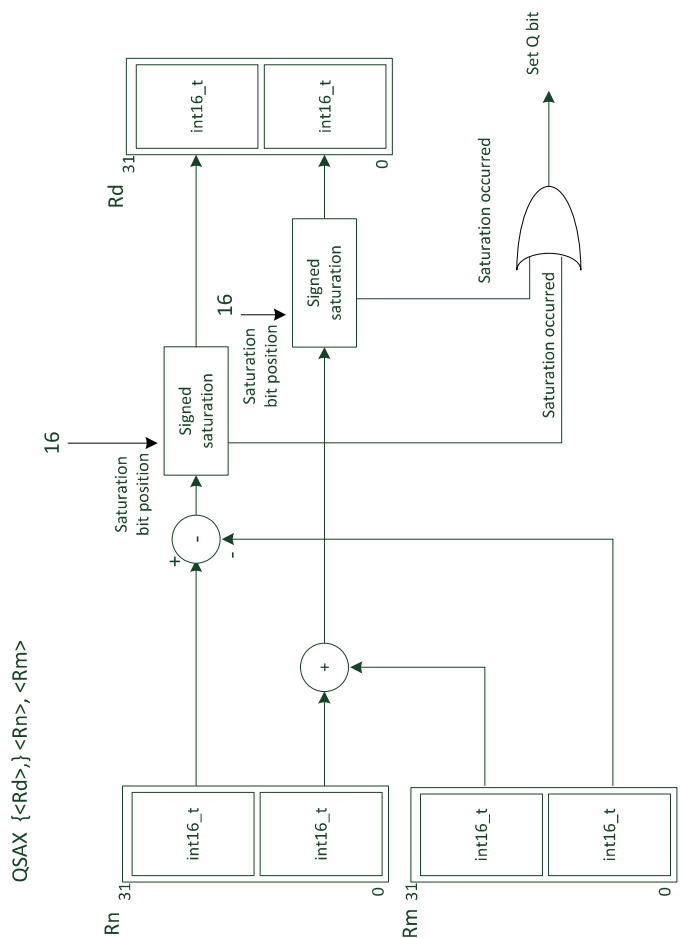 QSAX {<Rd>,} <Rn>, <Rm>
Rn
31
int16_t
int16_t
0
Rm
31
int16_t
int16_t
0
+
-
-
+
16
Saturation
bit position
Signed
saturation
16
Saturation
bit position
Signed
saturation
Saturation occurred
Saturation occurred
Rd
31
int16_t
int16_t
0
Set Q bit